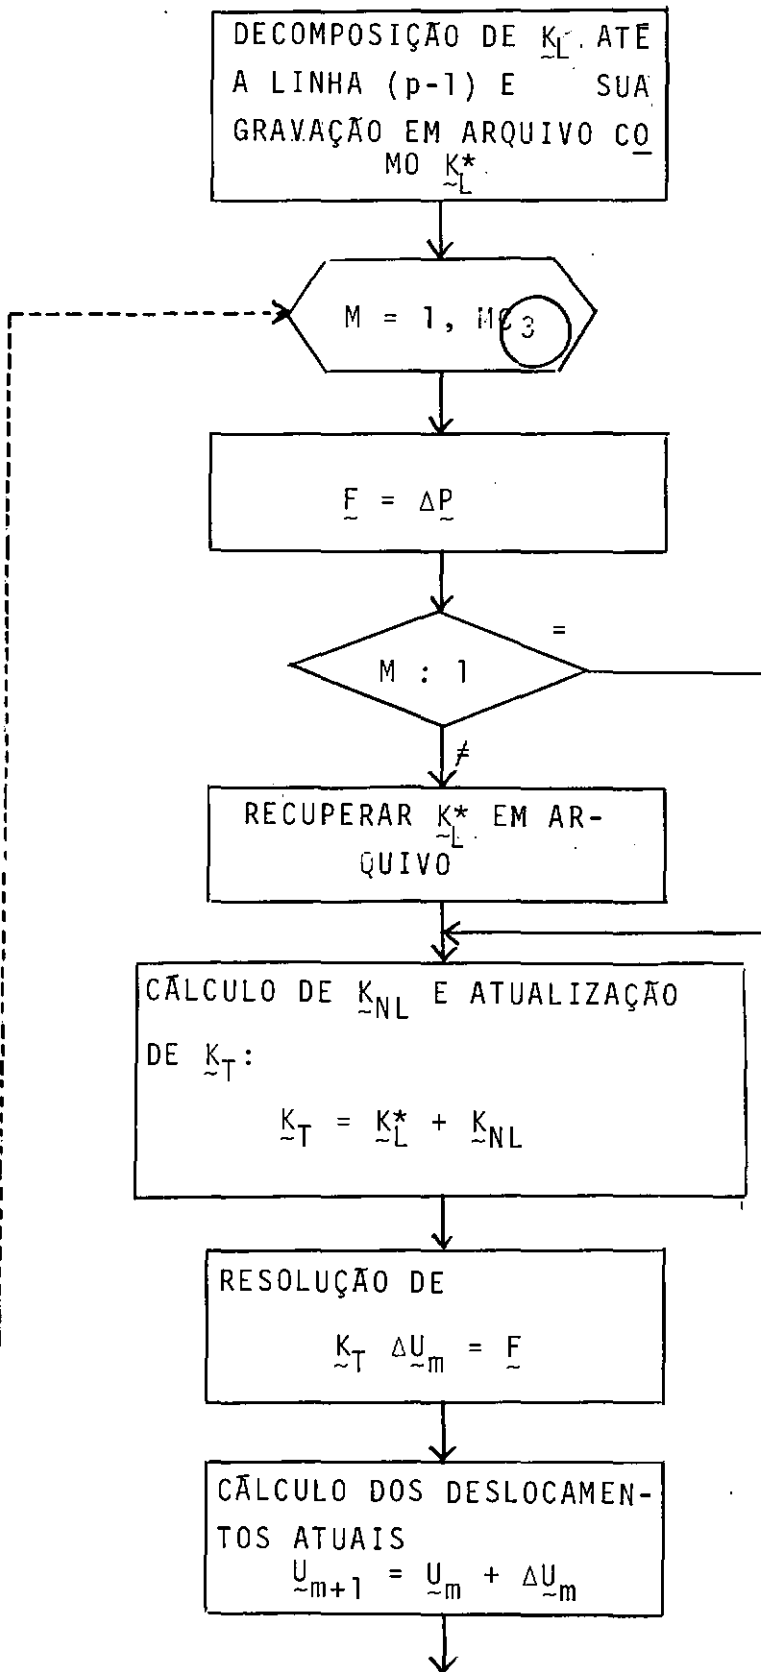 DECOMPOSIÇÃO DE K_L ATÉ
A LINHA (p-1) E SUA
GRAVAÇÃO EM ARQUIVO CO
MO K*_L
M = 1,
3
F = ΔP
=
M : 1
≠
RECUPERAR K*_L EM AR-
QUIVO
CÁLCULO DE K_NL E ATUALIZAÇÃO
DE K_T:
K_T = K*_L + K_NL
RESOLUÇÃO DE
K_T ΔU_m = F
CÁLCULO DOS DESLOCAMEN-
TOS ATUAIS
U_m+1 = U_m + ΔU_m